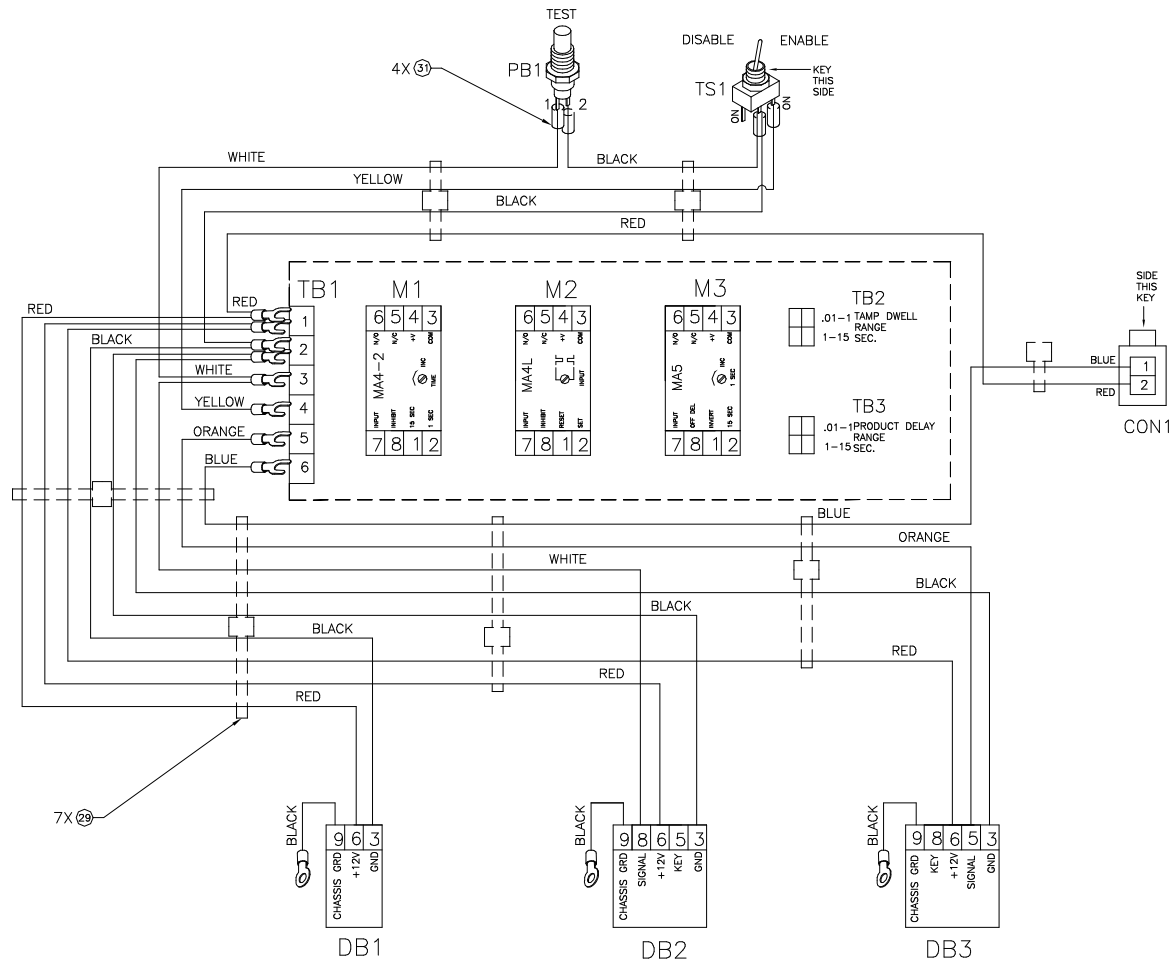 TEST
DISABLE ENABLE
4X 31
PB1
KEY
THIS
SIDE
TS1
1 2
ON
ON
WHITE
BLACK
YELLOW
BLACK
RED
RED
RED
BLACK
WHITE
YELLOW
ORANGE
BLUE
TB1
1
2
3
4
5
6
M1
6 5 4 3
N/O N/C +V COM
MA4-2
INC
TIME
INPUT INHIBIT 15 SEC 1 SEC
7 8 1 2
M2
6 5 4 3
N/O N/C +V COM
MA4L
INPUT
INPUT INHIBIT RESET SET
7 8 1 2
M3
6 5 4 3
N/O N/C +V COM
MA5
INC
1 SEC
INPUT OFF DEL INVERT 15 SEC
7 8 1 2
TB2
.01-1 TAMP DWELL
RANGE
1-15 SEC.
TB3
.01-1 PRODUCT DELAY
RANGE
1-15 SEC.
SIDE
THIS
KEY
BLUE
RED
1
2
CON1
BLUE
ORANGE
WHITE
BLACK
BLACK
BLACK
RED
RED
RED
7X 29
BLACK
9 6 3
CHASSIS GRD
+12V
GND
DB1
BLACK
9 8 6 5 3
CHASSIS GRD
SIGNAL
+12V
KEY
GND
DB2
BLACK
9 8 6 5 3
CHASSIS GRD
KEY
+12V
SIGNAL
GND
DB3